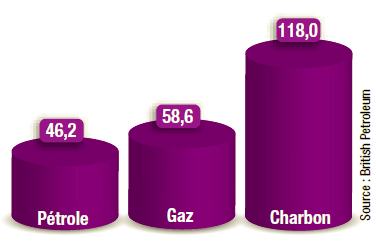 118,0
58,6
46,2
Pétrole
Gaz
Charbon
Source : British Petroleum